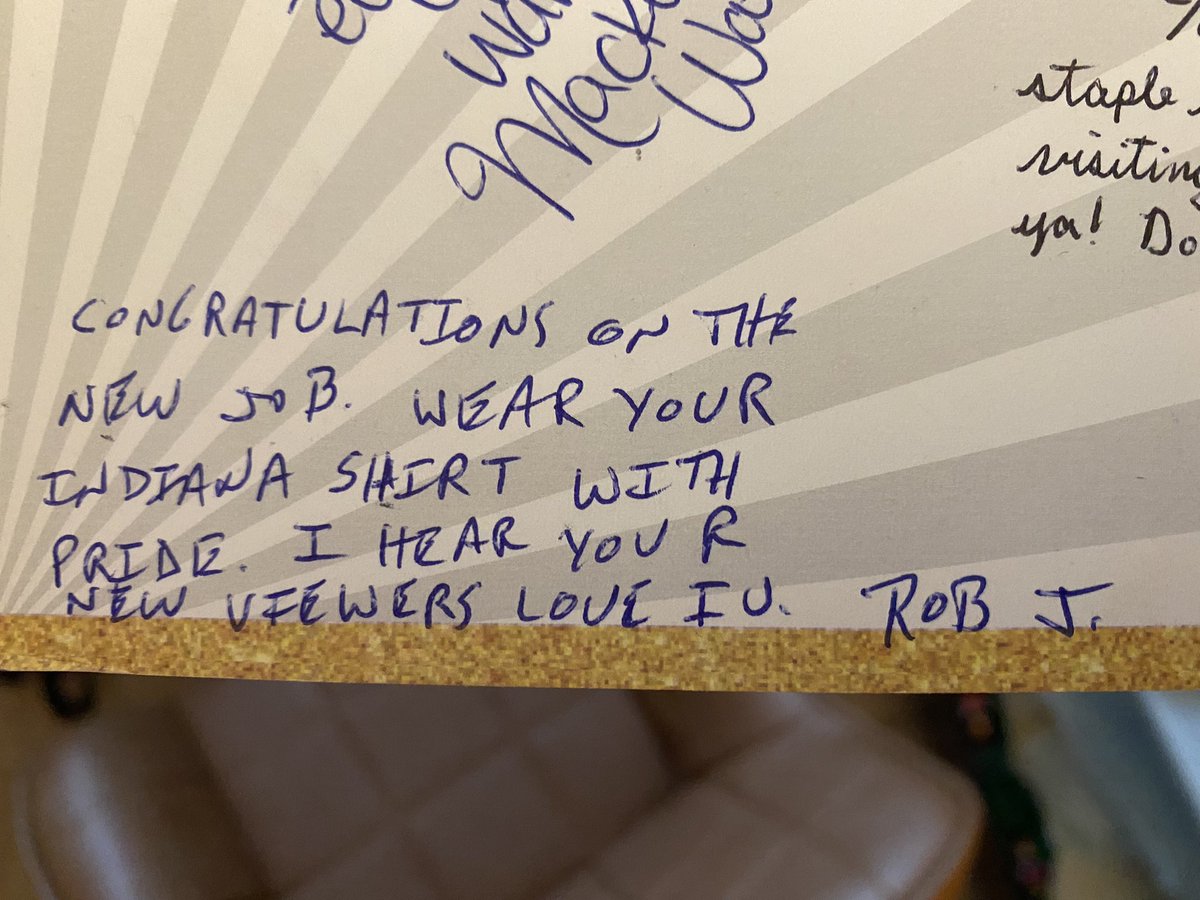 staple
visiting
ya! Do
CONGRATULATIONS ON THE
NEW JOB. WEAR YOUR
INDIANA SHIRT WITH
PRIDE. I HEAR YOUR
NEW VIEWERS LOVE IU. ROB J.